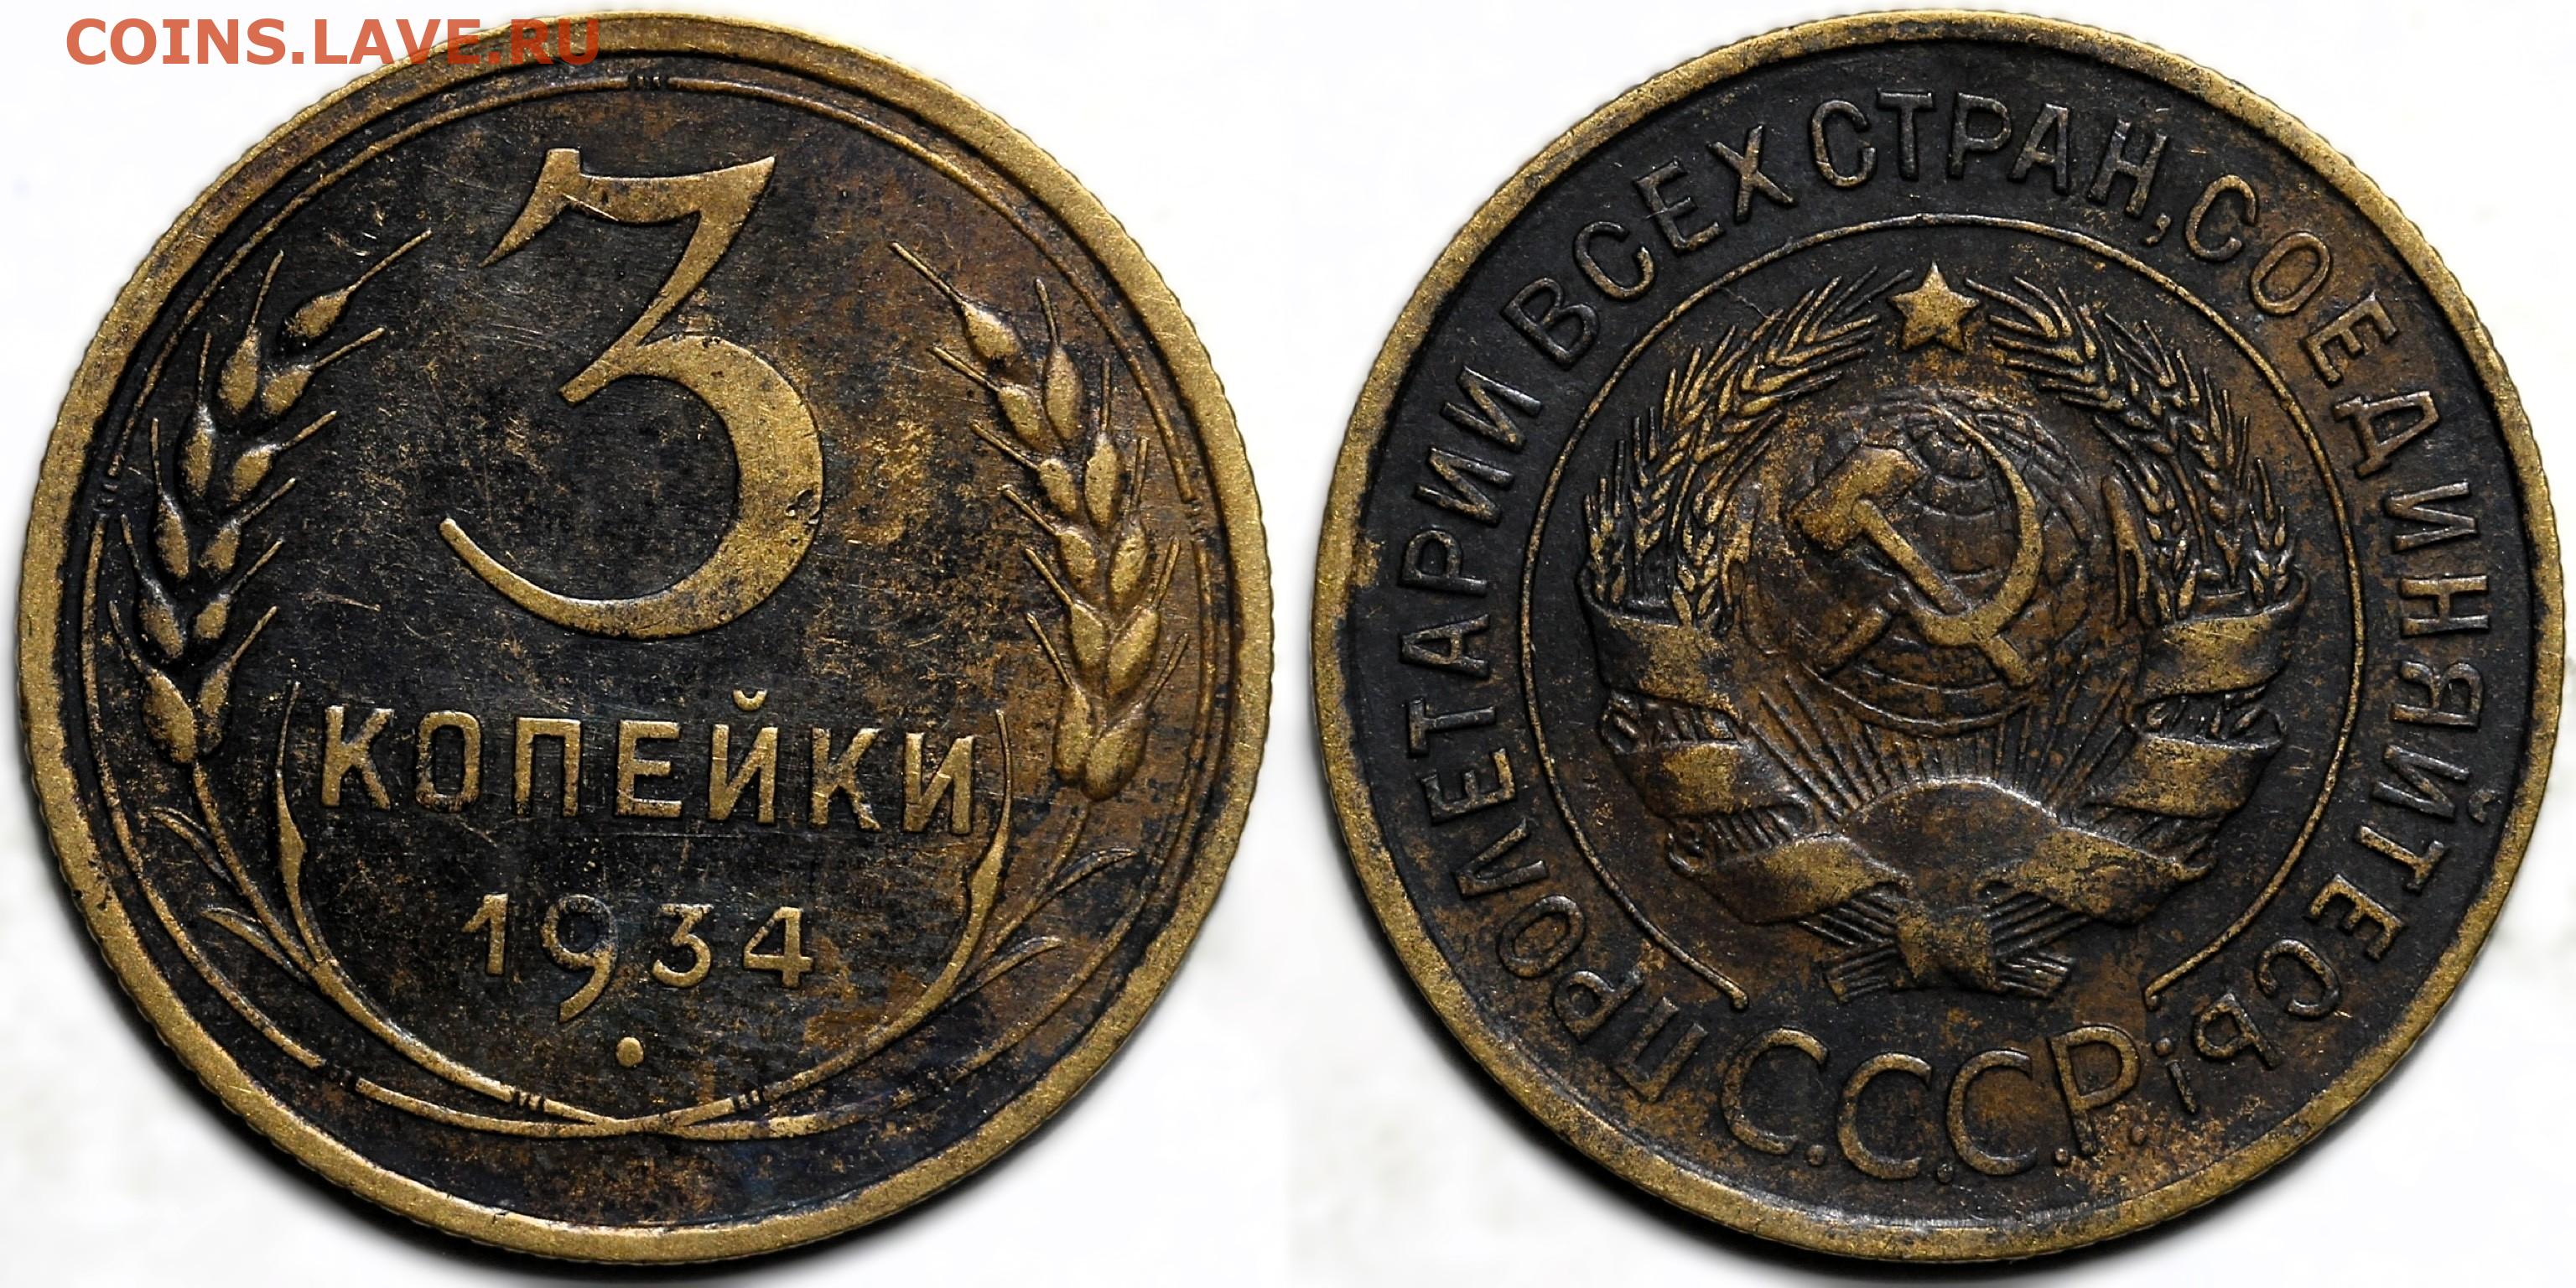 COINS.LAVE.RU
3
КОПЕЙКИ
1934
ПРОЛЕТАРИИ ВСЕХ СТРАН, СОЕДИНЯЙТЕСЬ!
С.С.С.Р.